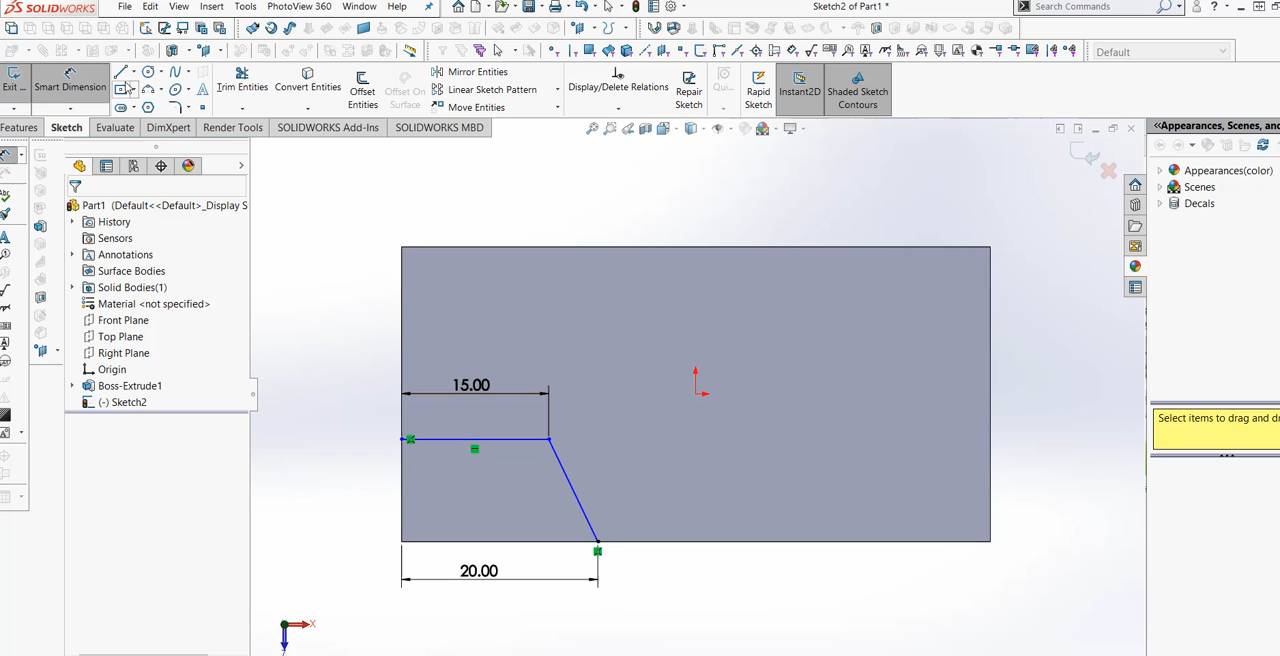 SOLIDWORKS File Edit View Insert Tools PhotoView 360 Window Help Sketch2 of Part1 * Search Commands ?
Default
Exit ... Smart Dimension Trim Entities Convert Entities Offset Entities Offset On Surface Mirror Entities Linear Sketch Pattern Move Entities Display/Delete Relations Repair Sketch Qui... Rapid Sketch Instant2D Shaded Sketch Contours
Features Sketch Evaluate DimXpert Render Tools SOLIDWORKS Add-Ins SOLIDWORKS MBD
<<Appearances, Scenes, an
Part1 (Default<<Default>_Display S
History
Sensors
Annotations
Surface Bodies
Solid Bodies(1)
Material <not specified>
Front Plane
Top Plane
Right Plane
Origin
Boss-Extrude1
(-) Sketch2
15.00
20.00
X
Appearances(color)
Scenes
Decals
Select items to drag and dr